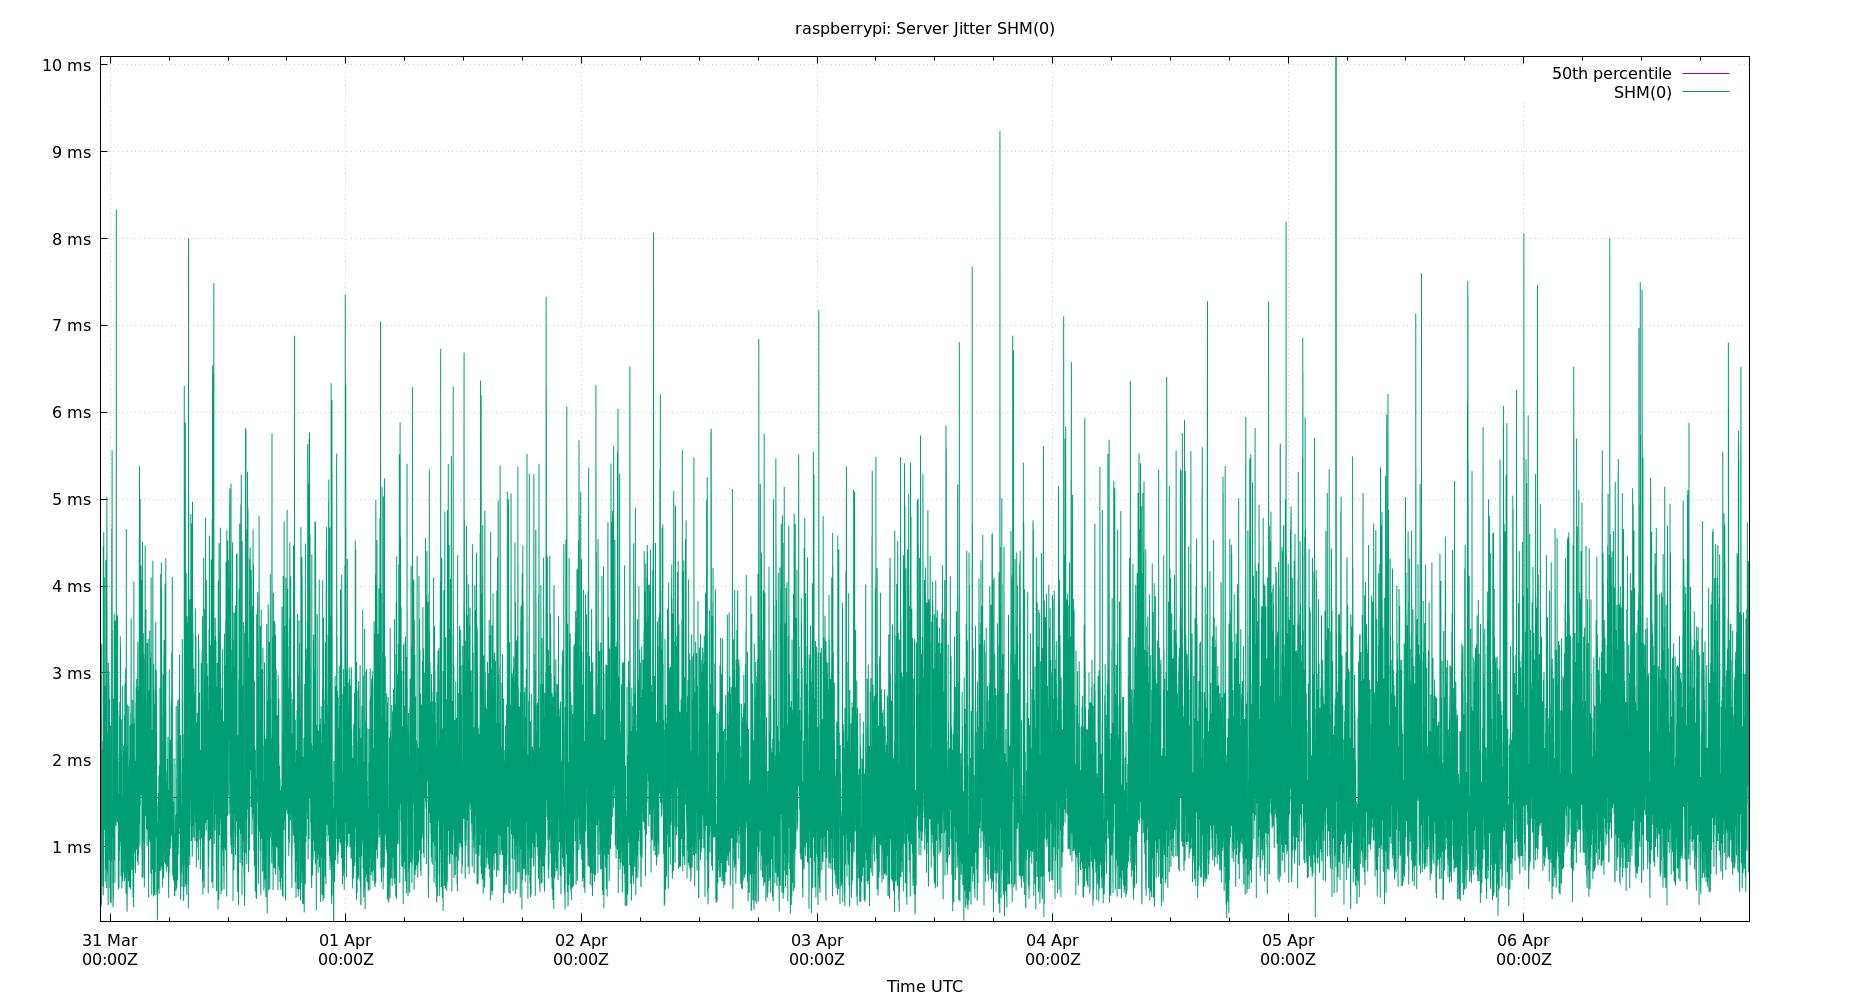 raspberrypi: Server Jitter SHM(0)
10 ms
9 ms
8 ms
7 ms
6 ms
5 ms
4 ms
3 ms
2 ms
1 ms
50th percentile
SHM(0)
31 Mar 01 Apr 02 Apr 03 Apr 04 Apr 05 Apr 06 Apr
00:00Z 00:00Z 00:00Z 00:00Z 00:00Z 00:00Z 00:00Z
Time UTC